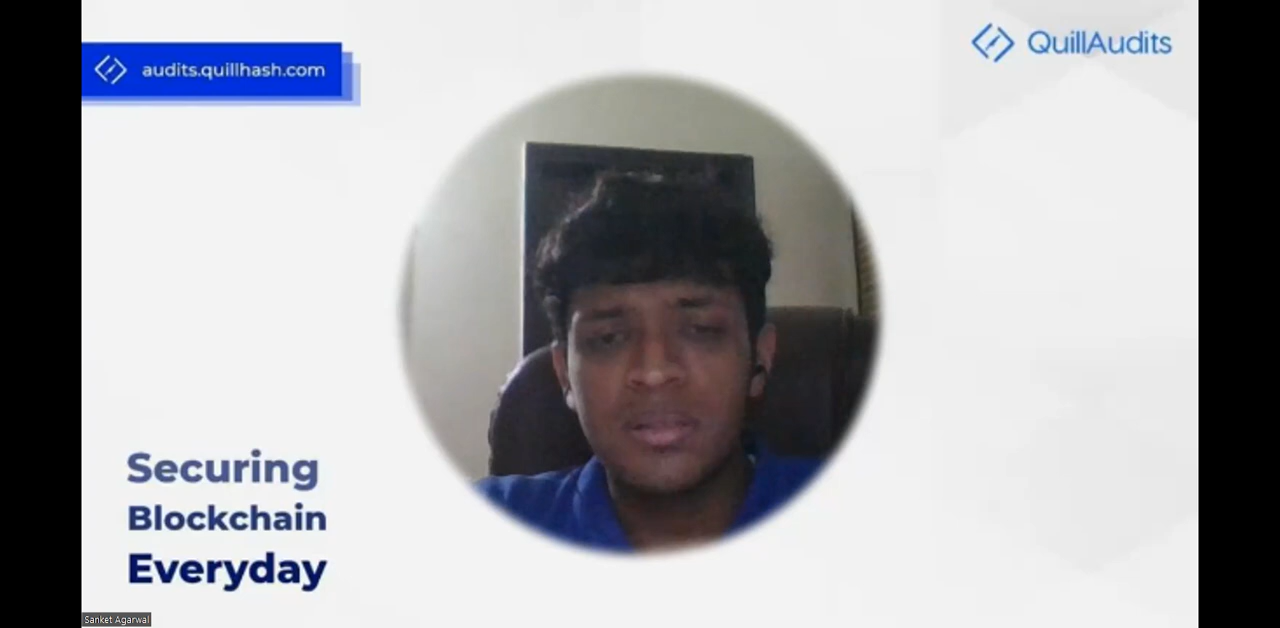 audits.quillhash.com
QuillAudits
Securing
Blockchain
Everyday
Sanket Agarwal